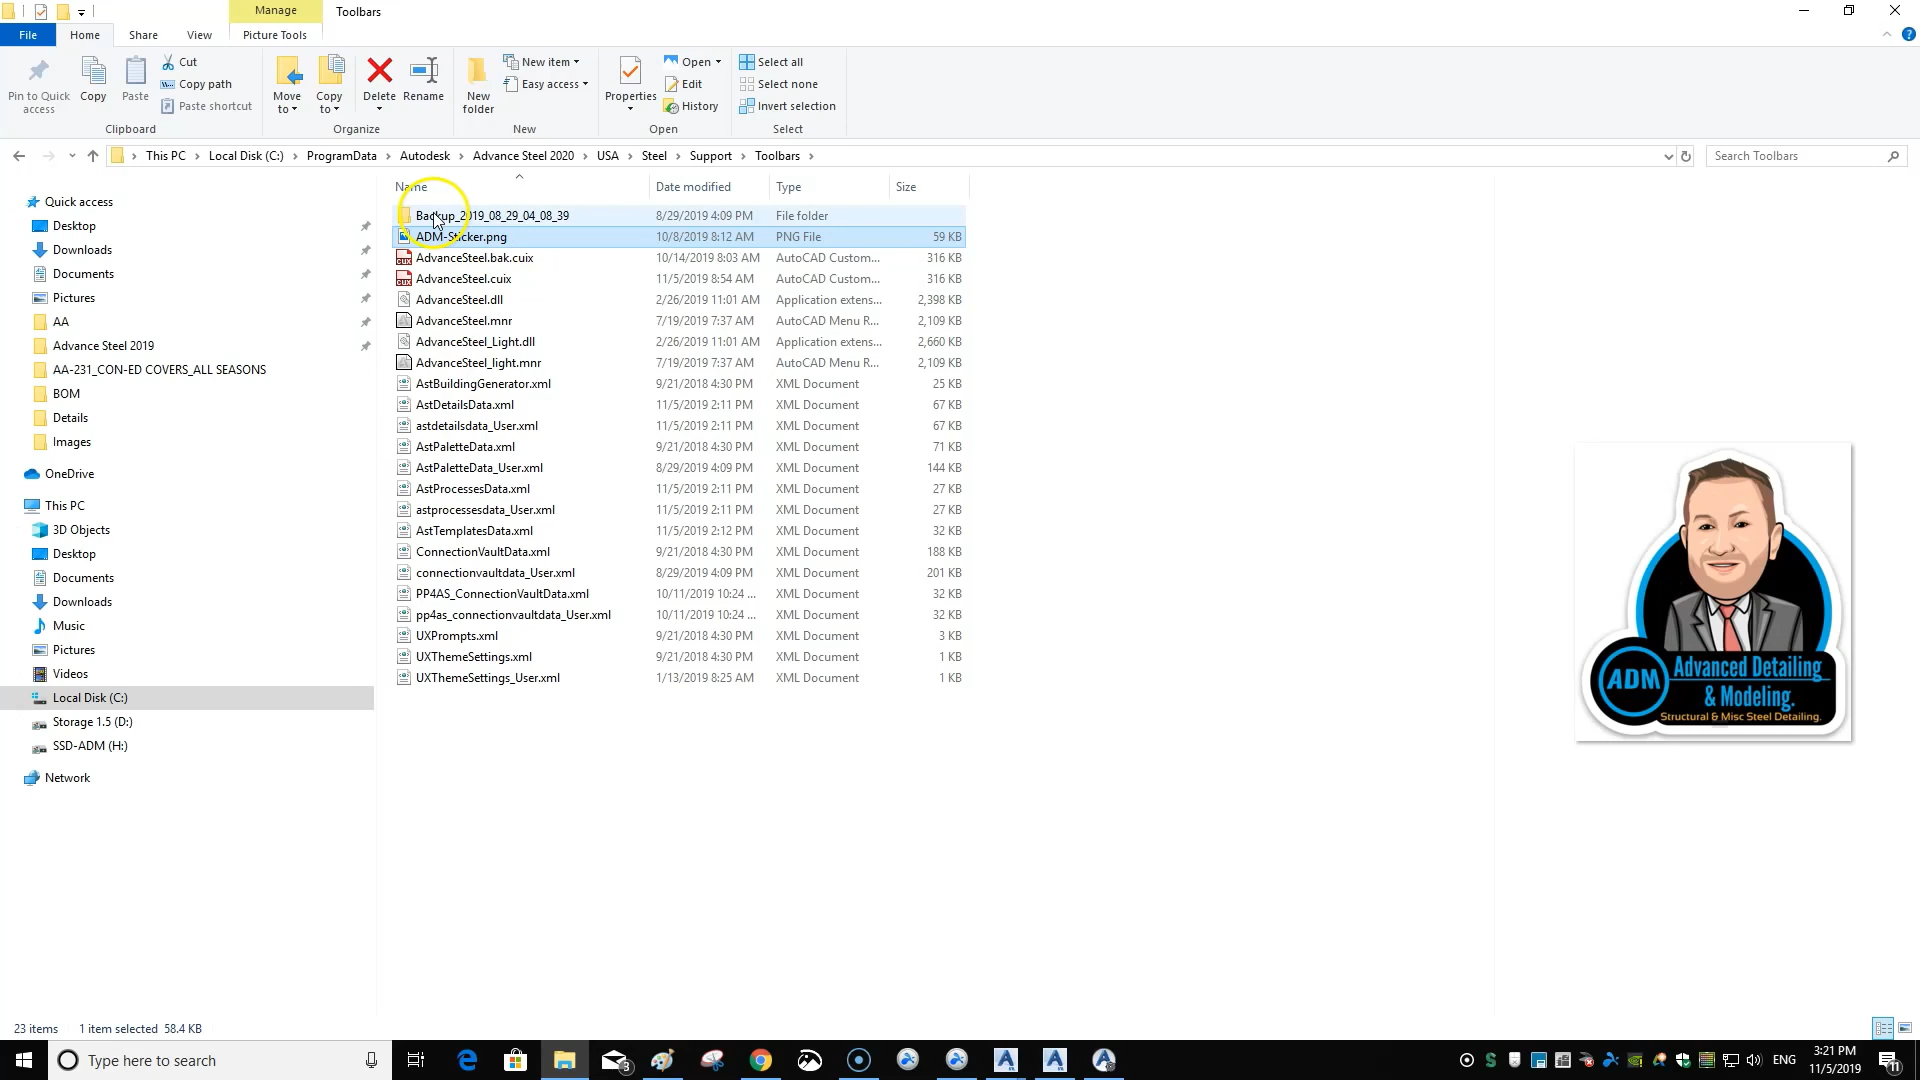 Manage
Toolbars
File
Home
Share
View
Picture Tools
Pin to Quick access
Copy
Paste
Cut
Copy path
Paste shortcut
Clipboard
Move to
Copy to
Delete
Rename
Organize
New folder
New item
Easy access
New
Properties
Open
Edit
History
Open
Select all
Select none
Invert selection
Select
This PC
Local Disk (C:)
ProgramData
Autodesk
Advance Steel 2020
USA
Steel
Support
Toolbars
Search Toolbars
Name
Date modified
Type
Size
Quick access
Desktop
Downloads
Documents
Pictures
AA
Advance Steel 2019
AA-231_CON-ED COVERS_ALL SEASONS
BOM
Details
Images
OneDrive
This PC
3D Objects
Desktop
Documents
Downloads
Music
Pictures
Videos
Local Disk (C:)
Storage 1.5 (D:)
SSD-ADM (H:)
Network
Backup_2019_08_29_04_08_39 8/29/2019 4:09 PM File folder
ADM-Sticker.png 10/8/2019 8:12 AM PNG File 59 KB
AdvanceSteel.bak.cuix 10/14/2019 8:03 AM AutoCAD Custom... 316 KB
AdvanceSteel.cuix 11/5/2019 8:54 AM AutoCAD Custom... 316 KB
AdvanceSteel.dll 2/26/2019 11:01 AM Application extens... 2,398 KB
AdvanceSteel.mnr 7/19/2019 7:37 AM AutoCAD Menu R... 2,109 KB
AdvanceSteel_Light.dll 2/26/2019 11:01 AM Application extens... 2,660 KB
AdvanceSteel_light.mnr 7/19/2019 7:37 AM AutoCAD Menu R... 2,109 KB
AstBuildingGenerator.xml 9/21/2018 4:30 PM XML Document 25 KB
AstDetailsData.xml 11/5/2019 2:11 PM XML Document 67 KB
astdetailsdata_User.xml 11/5/2019 2:11 PM XML Document 67 KB
AstPaletteData.xml 9/21/2018 4:30 PM XML Document 71 KB
AstPaletteData_User.xml 8/29/2019 4:09 PM XML Document 144 KB
AstProcessesData.xml 11/5/2019 2:11 PM XML Document 27 KB
astprocessesdata_User.xml 11/5/2019 2:11 PM XML Document 27 KB
AstTemplatesData.xml 11/5/2019 2:12 PM XML Document 32 KB
ConnectionVaultData.xml 9/21/2018 4:30 PM XML Document 188 KB
connectionvaultdata_User.xml 8/29/2019 4:09 PM XML Document 201 KB
PP4AS_ConnectionVaultData.xml 10/11/2019 10:24 ... XML Document 32 KB
pp4as_connectionvaultdata_User.xml 10/11/2019 10:24 ... XML Document 32 KB
UXPrompts.xml 9/21/2018 4:30 PM XML Document 3 KB
UXThemeSettings.xml 9/21/2018 4:30 PM XML Document 1 KB
UXThemeSettings_User.xml 1/13/2019 8:25 AM XML Document 1 KB
ADM
Advanced Detailing
& Modeling.
Structural & Misc Steel Detailing.
23 items
1 item selected 58.4 KB
Type here to search
3
ENG
3:21 PM
11/5/2019
11